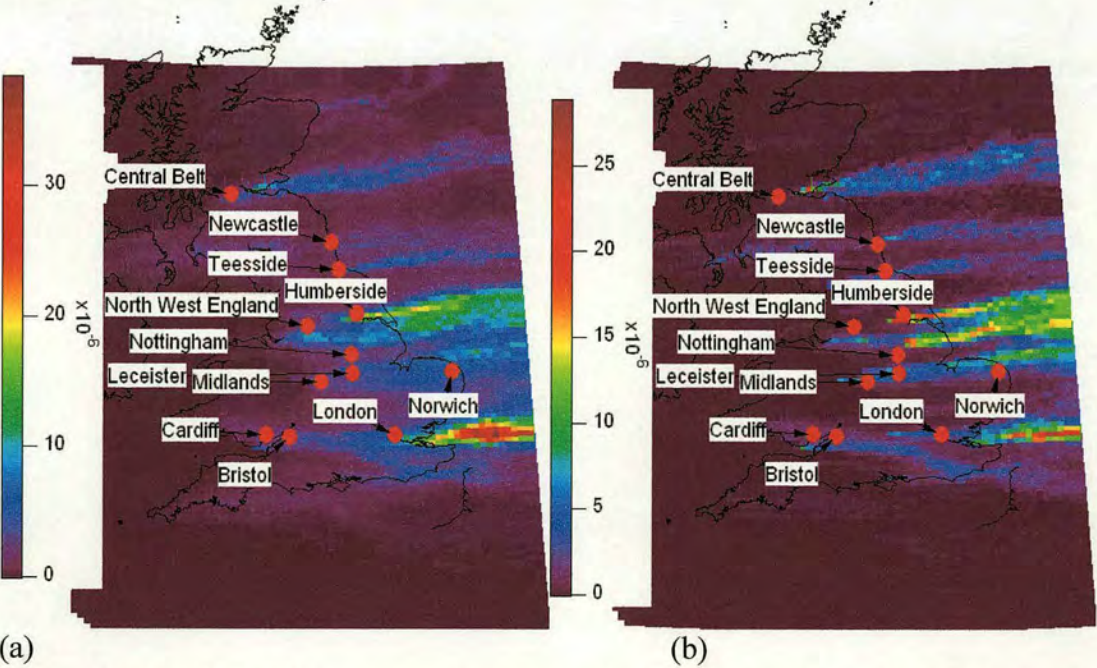 30
20
10
0
x10⁻⁶
Central Belt
Newcastle
Teesside
Humberside
North West England
Nottingham
Leceister
Midlands
London
Norwich
Cardiff
Bristol
(a)
25
20
15
10
5
0
x10⁻⁶
Central Belt
Newcastle
Teesside
Humberside
North West England
Nottingham
Leceister
Midlands
London
Norwich
Cardiff
Bristol
(b)